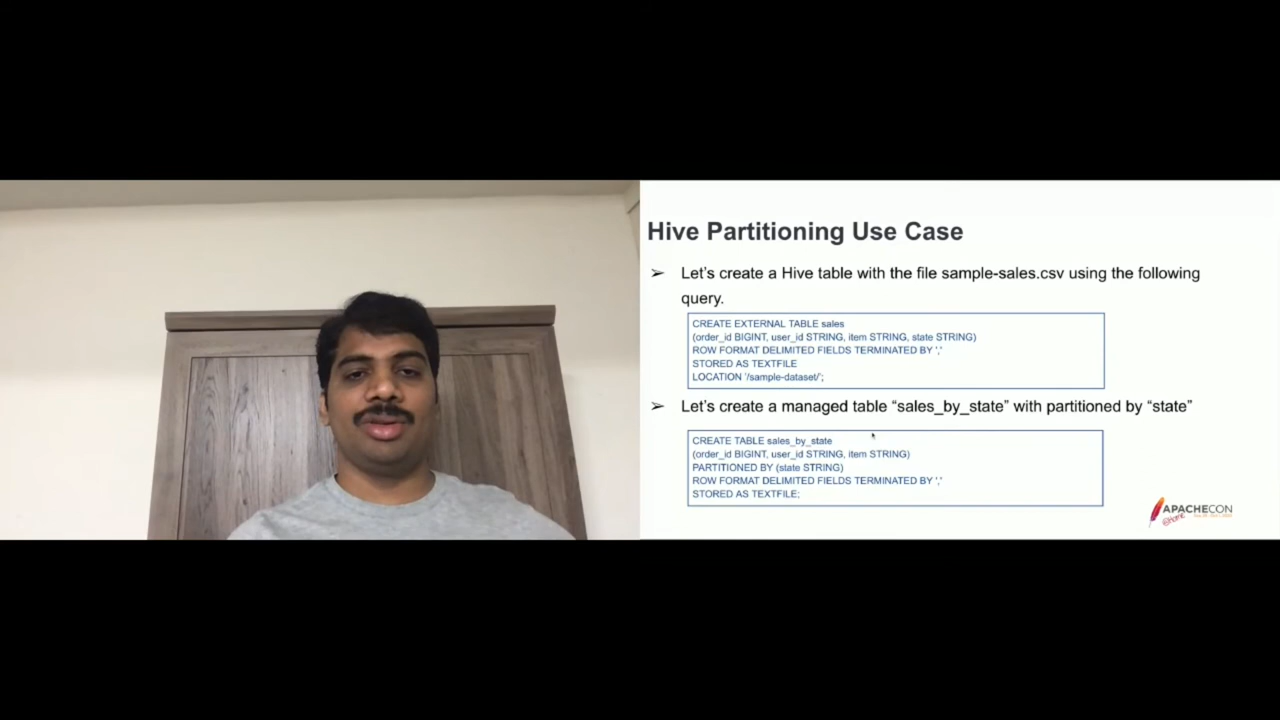 Hive Partitioning Use Case
➢ Let's create a Hive table with the file sample-sales.csv using the following
query.
CREATE EXTERNAL TABLE sales
(order_id BIGINT, user_id STRING, item STRING, state STRING)
ROW FORMAT DELIMITED FIELDS TERMINATED BY ','
STORED AS TEXTFILE
LOCATION '/sample-dataset/';
➢ Let's create a managed table “sales_by_state” with partitioned by “state”
CREATE TABLE sales_by_state
(order_id BIGINT, user_id STRING, item STRING)
PARTITIONED BY (state STRING)
ROW FORMAT DELIMITED FIELDS TERMINATED BY ','
STORED AS TEXTFILE;
APACHECON
@Home